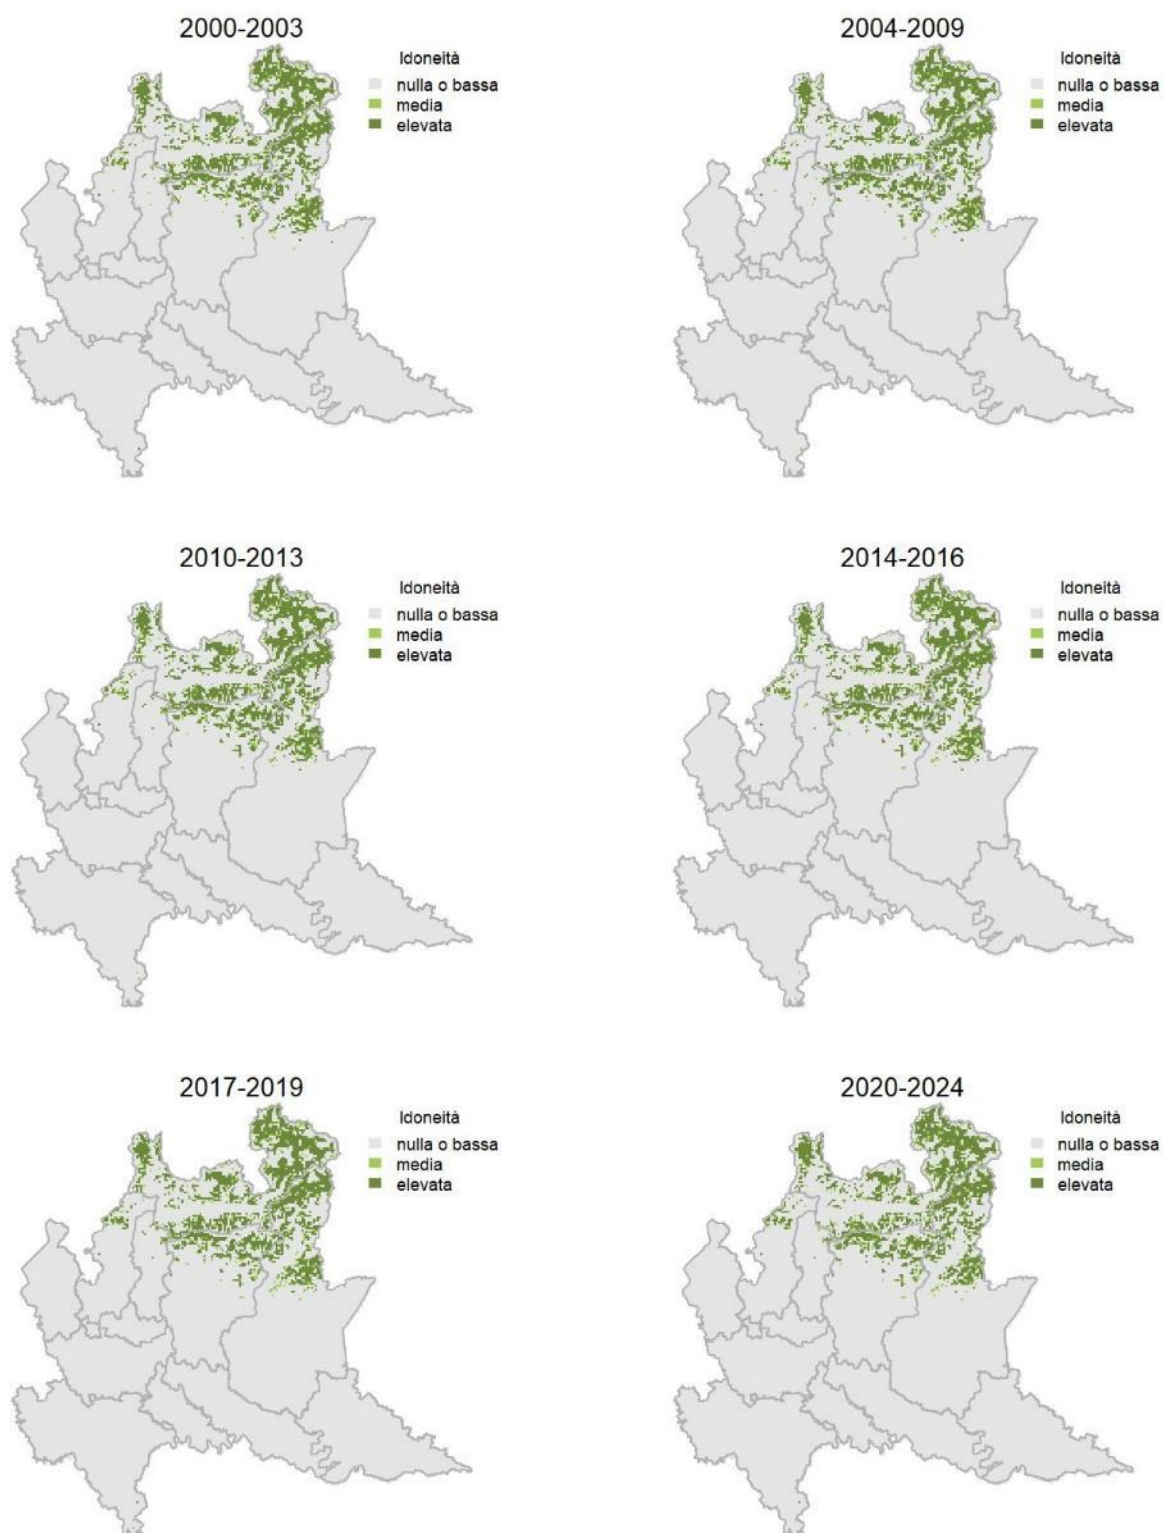 2000-2003
Idoneità
nulla o bassa
media
elevata
2004-2009
Idoneità
nulla o bassa
media
elevata
2010-2013
Idoneità
nulla o bassa
media
elevata
2014-2016
Idoneità
nulla o bassa
media
elevata
2017-2019
Idoneità
nulla o bassa
media
elevata
2020-2024
Idoneità
nulla o bassa
media
elevata